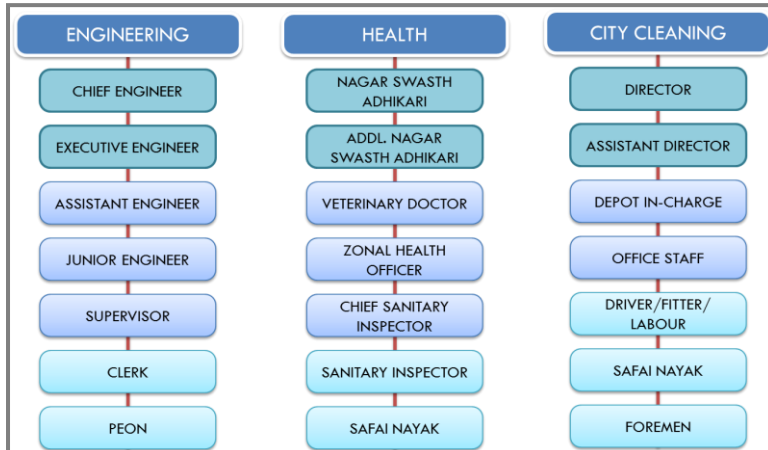 ENGINEERING
CHIEF ENGINEER
EXECUTIVE ENGINEER
ASSISTANT ENGINEER
JUNIOR ENGINEER
SUPERVISOR
CLERK
PEON
HEALTH
NAGAR SWASTH
ADHIKARI
ADDL. NAGAR
SWASTH ADHIKARI
VETERINARY DOCTOR
ZONAL HEALTH
OFFICER
CHIEF SANITARY
INSPECTOR
SANITARY INSPECTOR
SAFAI NAYAK
CITY CLEANING
DIRECTOR
ASSISTANT DIRECTOR
DEPOT IN-CHARGE
OFFICE STAFF
DRIVER/FITTER/
LABOUR
SAFAI NAYAK
FOREMEN